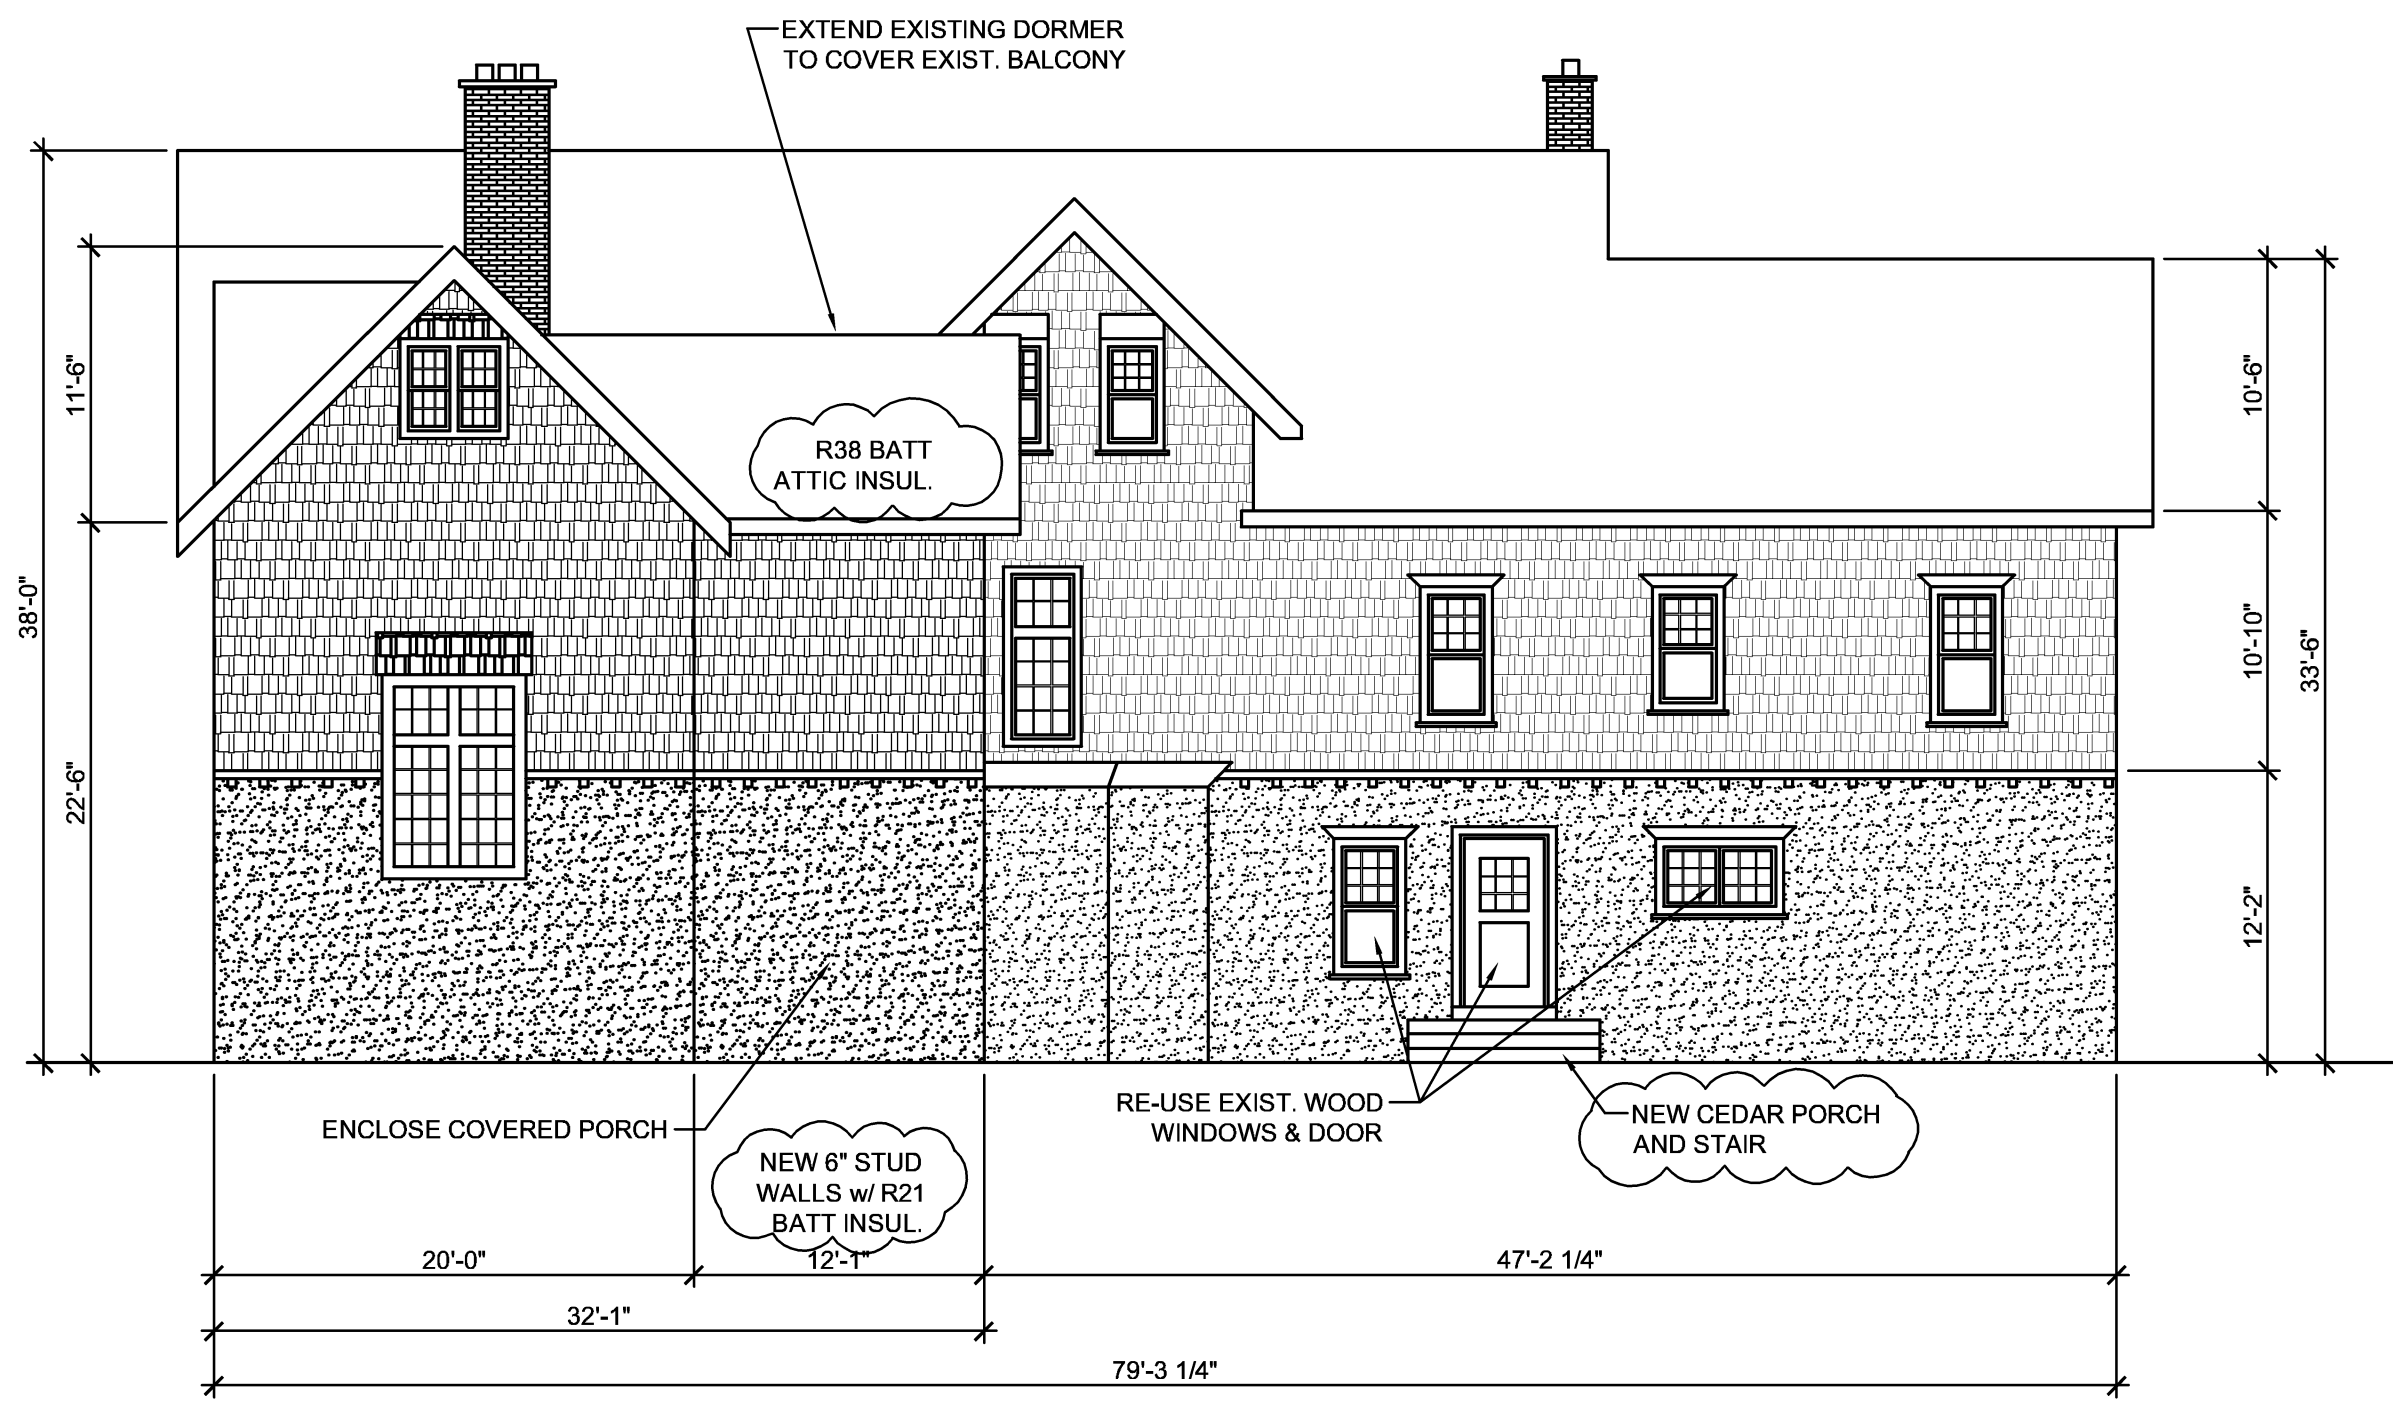 EXTEND EXISTING DORMER
TO COVER EXIST. BALCONY
R38 BATT
ATTIC INSUL.
38'-0"
11'-6"
22'-6"
10'-6"
10'-10"
33'-6"
12'-2"
ENCLOSE COVERED PORCH
NEW 6" STUD
WALLS w/ R21
BATT INSUL.
RE-USE EXIST. WOOD
WINDOWS & DOOR
NEW CEDAR PORCH
AND STAIR
20'-0"
12'-1"
47'-2 1/4"
32'-1"
79'-3 1/4"